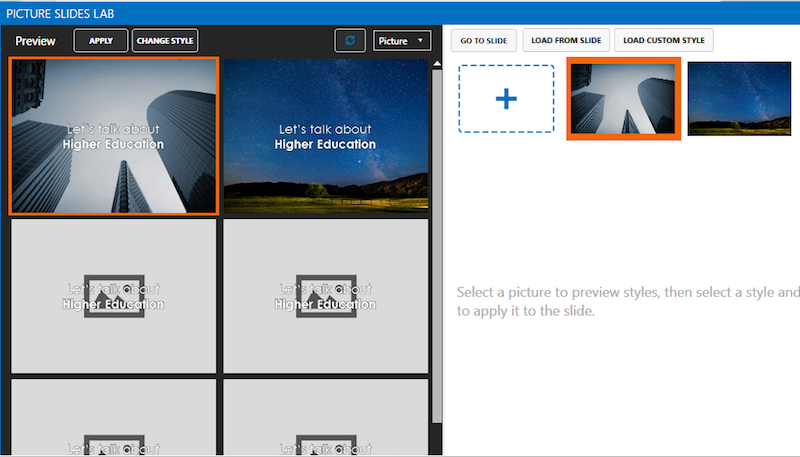 PICTURE SLIDES LAB
Preview
APPLY
CHANGE STYLE
Picture
GO TO SLIDE
LOAD FROM SLIDE
LOAD CUSTOM STYLE
Let's talk about
Higher Education
Let's talk about
Higher Education
Let's talk about
Higher Education
Let's talk about
Higher Education
Let's talk about
Let's talk about
Select a picture to preview styles, then select a style and
to apply it to the slide.